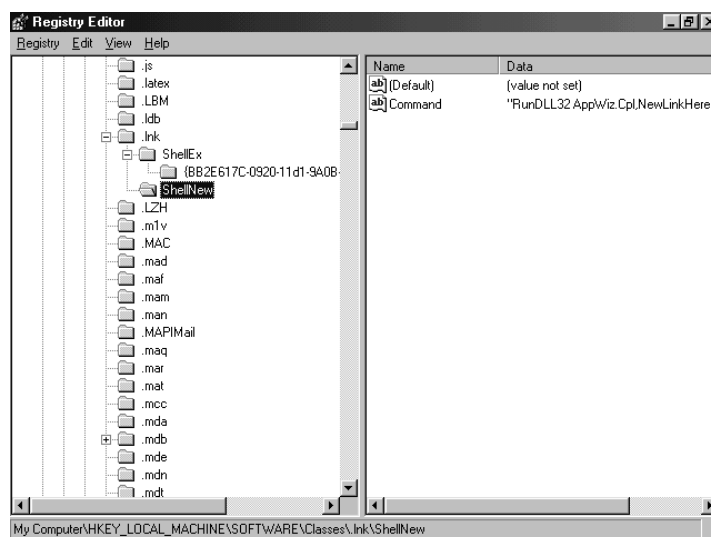 Registry Editor
Registry Edit View Help
.js
.latex
.LBM
.ldb
.lnk
ShellEx
{BB2E617C-0920-11d1-9A0B-
ShellNew
.LZH
.m1v
.MAC
.mad
.maf
.mam
.man
.MAPIMail
.maq
.mar
.mat
.mcc
.mda
.mdb
.mde
.mdn
.mdt
Name Data
ab (Default) (value not set)
ab Command "RunDLL32 AppWiz.Cpl,NewLinkHere
My Computer\HKEY_LOCAL_MACHINE\SOFTWARE\Classes\.lnk\ShellNew